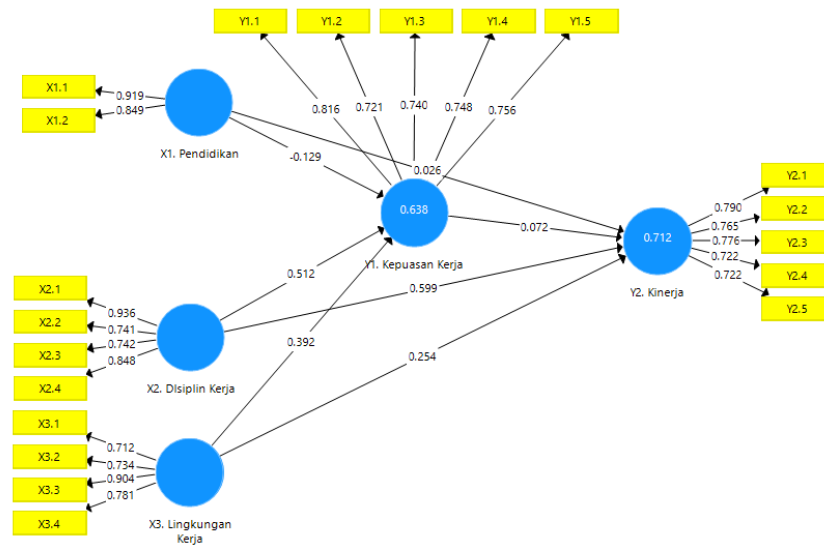 Y1.1
Y1.2
Y1.3
Y1.4
Y1.5
X1.1
X1.2
0.919
0.849
X1. Pendidikan
0.816
0.721
0.740
0.748
0.756
-0.129
0.026
0.638
Y1. Kepuasan Kerja
0.072
0.712
Y2. Kinerja
Y2.1
Y2.2
Y2.3
Y2.4
Y2.5
0.790
0.765
0.776
0.722
0.722
X2.1
X2.2
X2.3
X2.4
0.936
0.741
0.742
0.848
X2. DIsiplin Kerja
0.512
0.599
0.392
0.254
X3.1
X3.2
X3.3
X3.4
0.712
0.734
0.904
0.781
X3. Lingkungan
Kerja